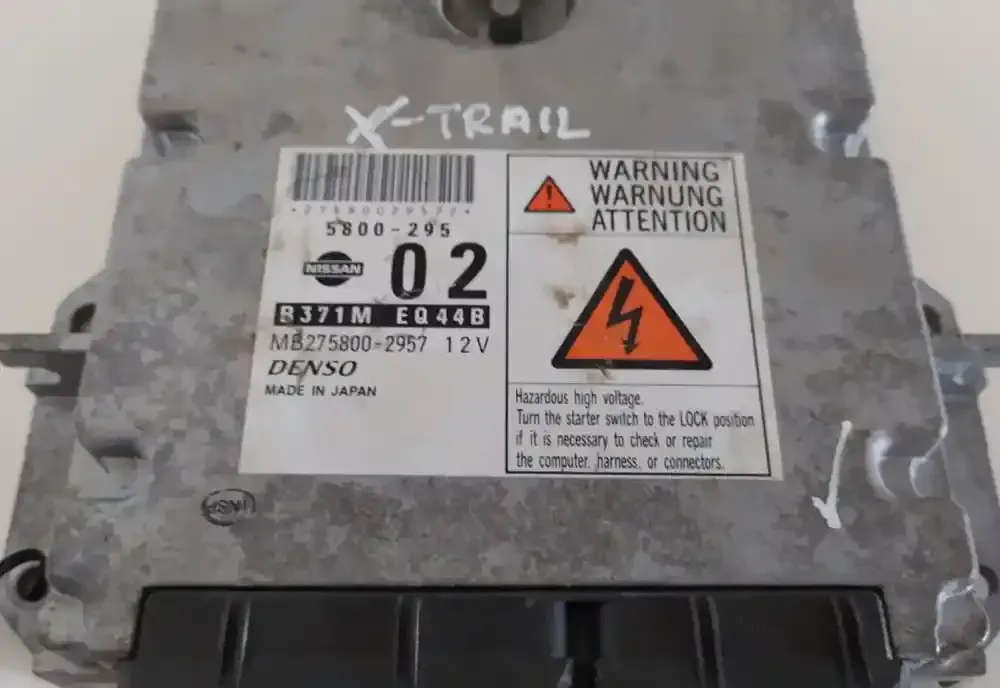 X-TRAIL
5800-295
NISSAN
02
B371M EQ44B
MB275800-2957 12V
DENSO
MADE IN JAPAN
WARNING
WARNUNG
ATTENTION
Hazardous high voltage.
Turn the starter switch to the LOCK position
if it is necessary to check or repair
the computer, harness, or connectors.